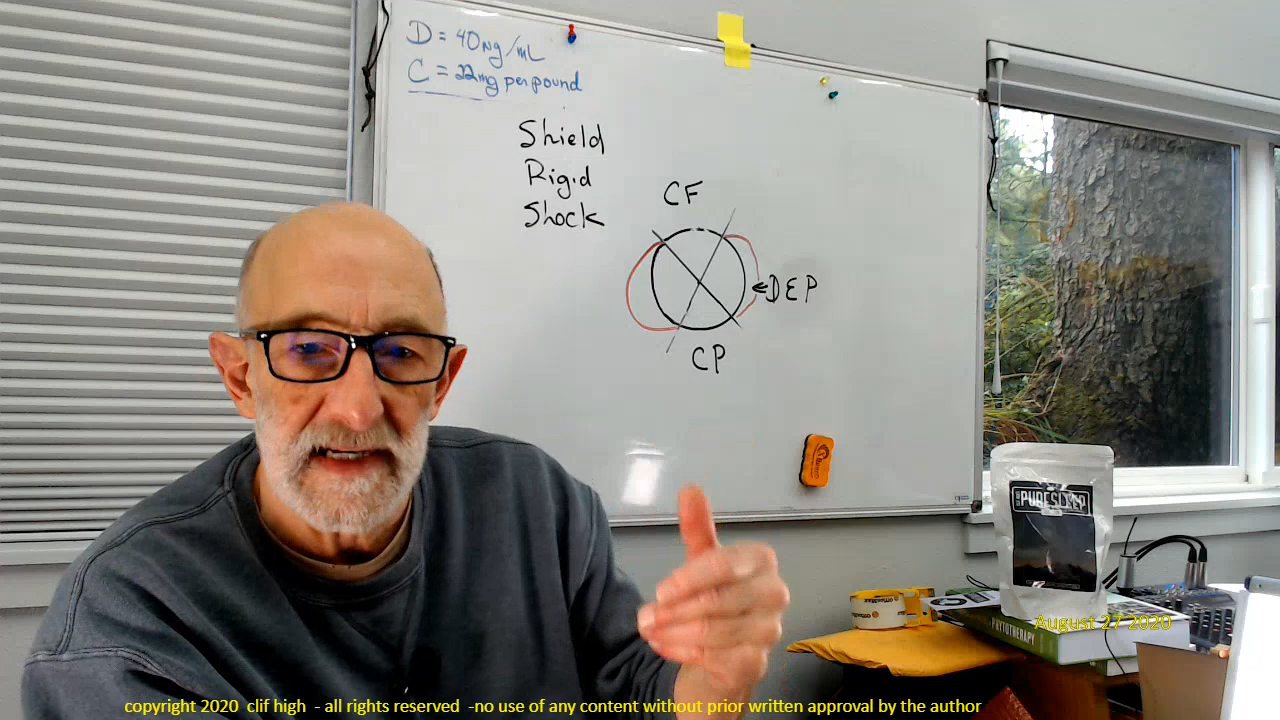 D = 40ng/mL
C = 22mg per pound
Shield
Rigid
Shock
CF
DEP
CP
PURESLEEP
PHYTOTHERAPY
August 27 2020
copyright 2020 clif high - all rights reserved -no use of any content without prior written approval by the author